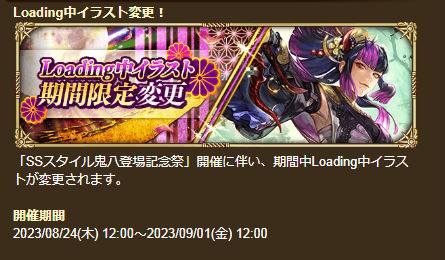 Loading中イラスト変更！
Loading中イラスト
期間限定変更
「SSスタイル鬼八登場記念祭」開催に伴い、期間中Loading中イラス
トが変更されます。
開催期間
2023/08/24(木) 12:00～2023/09/01(金) 12:00